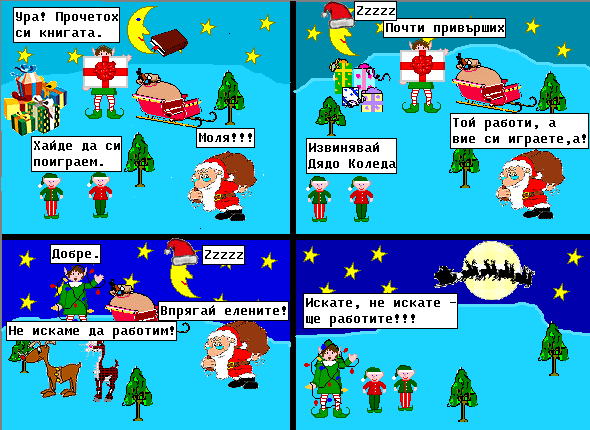 Ура! Прочетох
си книгата.
Хайде да си
поиграем.
Моля!!!
Zzzzz
Почти привърших
Извинявай
Дядо Коледа
Той работи, а
вие си играете,а!
Добре.
Zzzzz
Впрягай елените!
Не искаме да работим!
Искате, не искате –
ще работите!!!